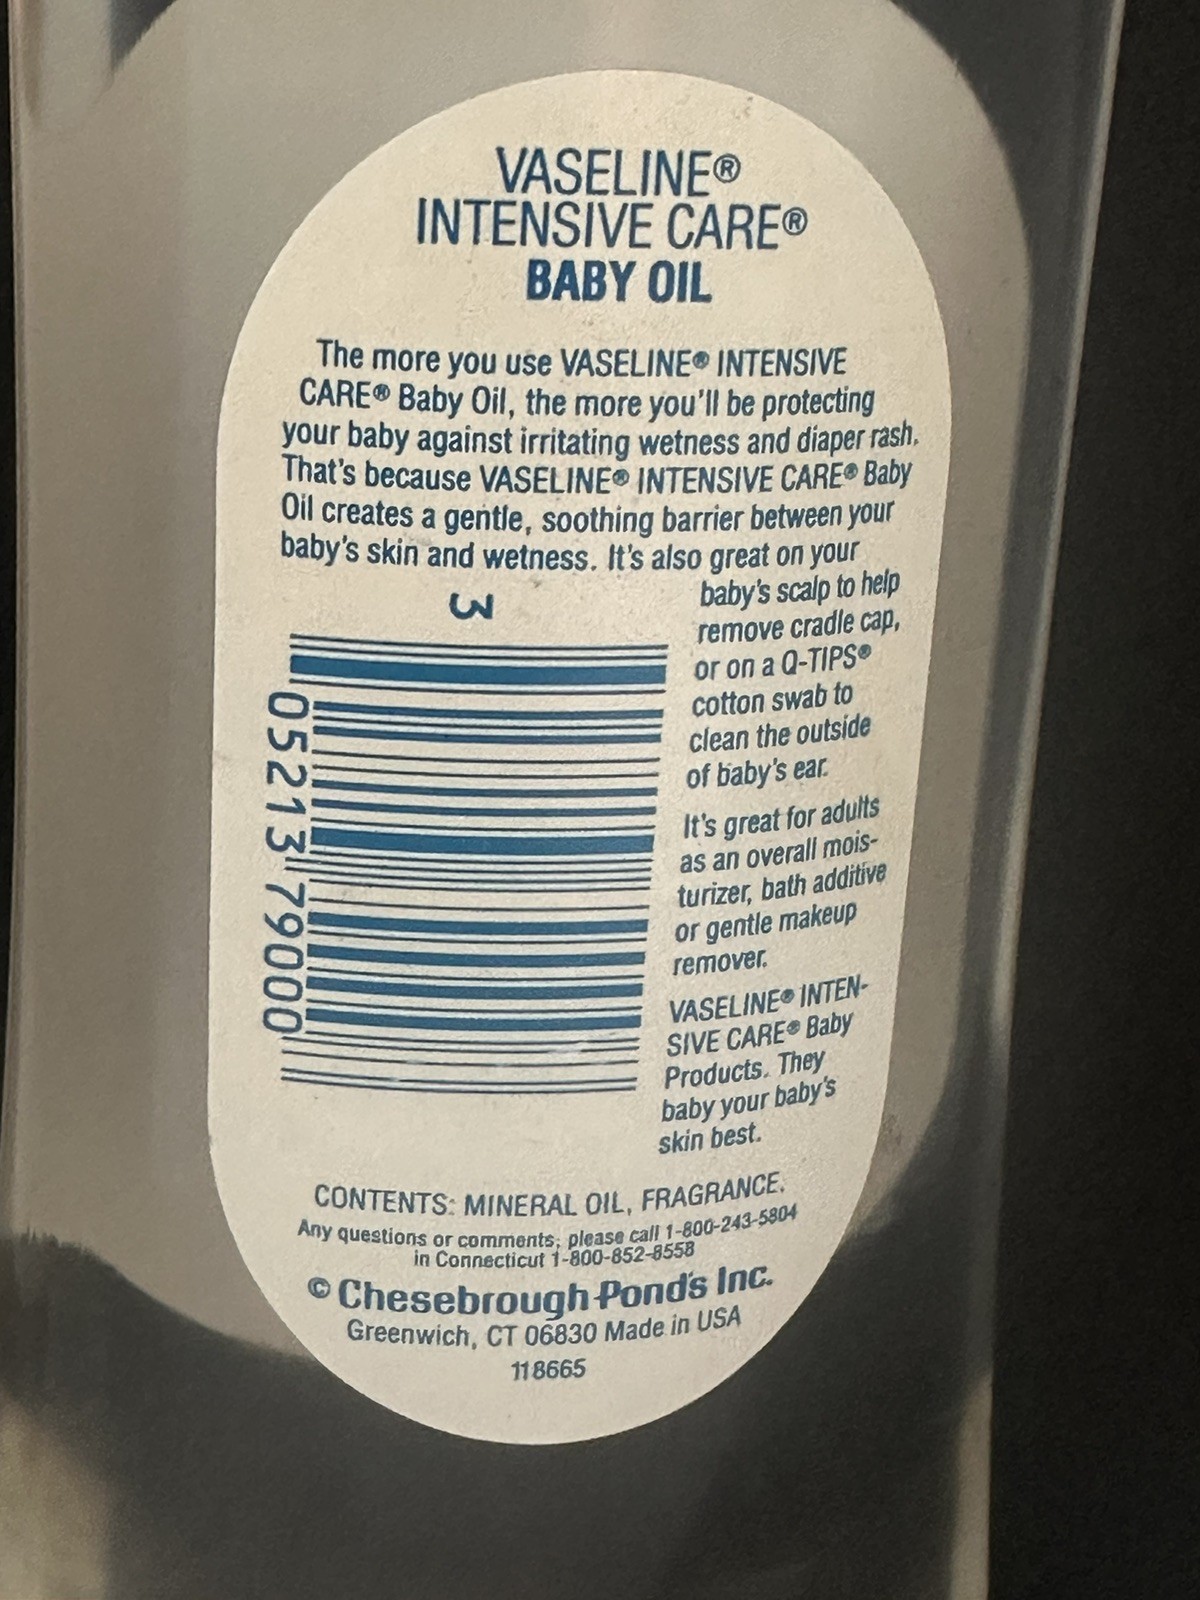 VASELINE®
INTENSIVE CARE®
BABY OIL
The more you use VASELINE® INTENSIVE
CARE® Baby Oil, the more you'll be protecting
your baby against irritating wetness and diaper rash.
That's because VASELINE® INTENSIVE CARE® Baby
Oil creates a gentle, soothing barrier between your
baby's skin and wetness. It's also great on your
baby's scalp to help
remove cradle cap,
or on a Q-TIPS®
cotton swab to
clean the outside
of baby's ear.
It's great for adults
as an overall mois-
turizer, bath additive
or gentle makeup
remover.
VASELINE® INTEN-
SIVE CARE® Baby
Products. They
baby your baby's
skin best.
3
05213 79000
CONTENTS: MINERAL OIL, FRAGRANCE.
Any questions or comments, please call 1-800-243-5804
in Connecticut 1-800-852-8558
© Chesebrough-Pond's Inc.
Greenwich, CT 06830 Made in USA
118665